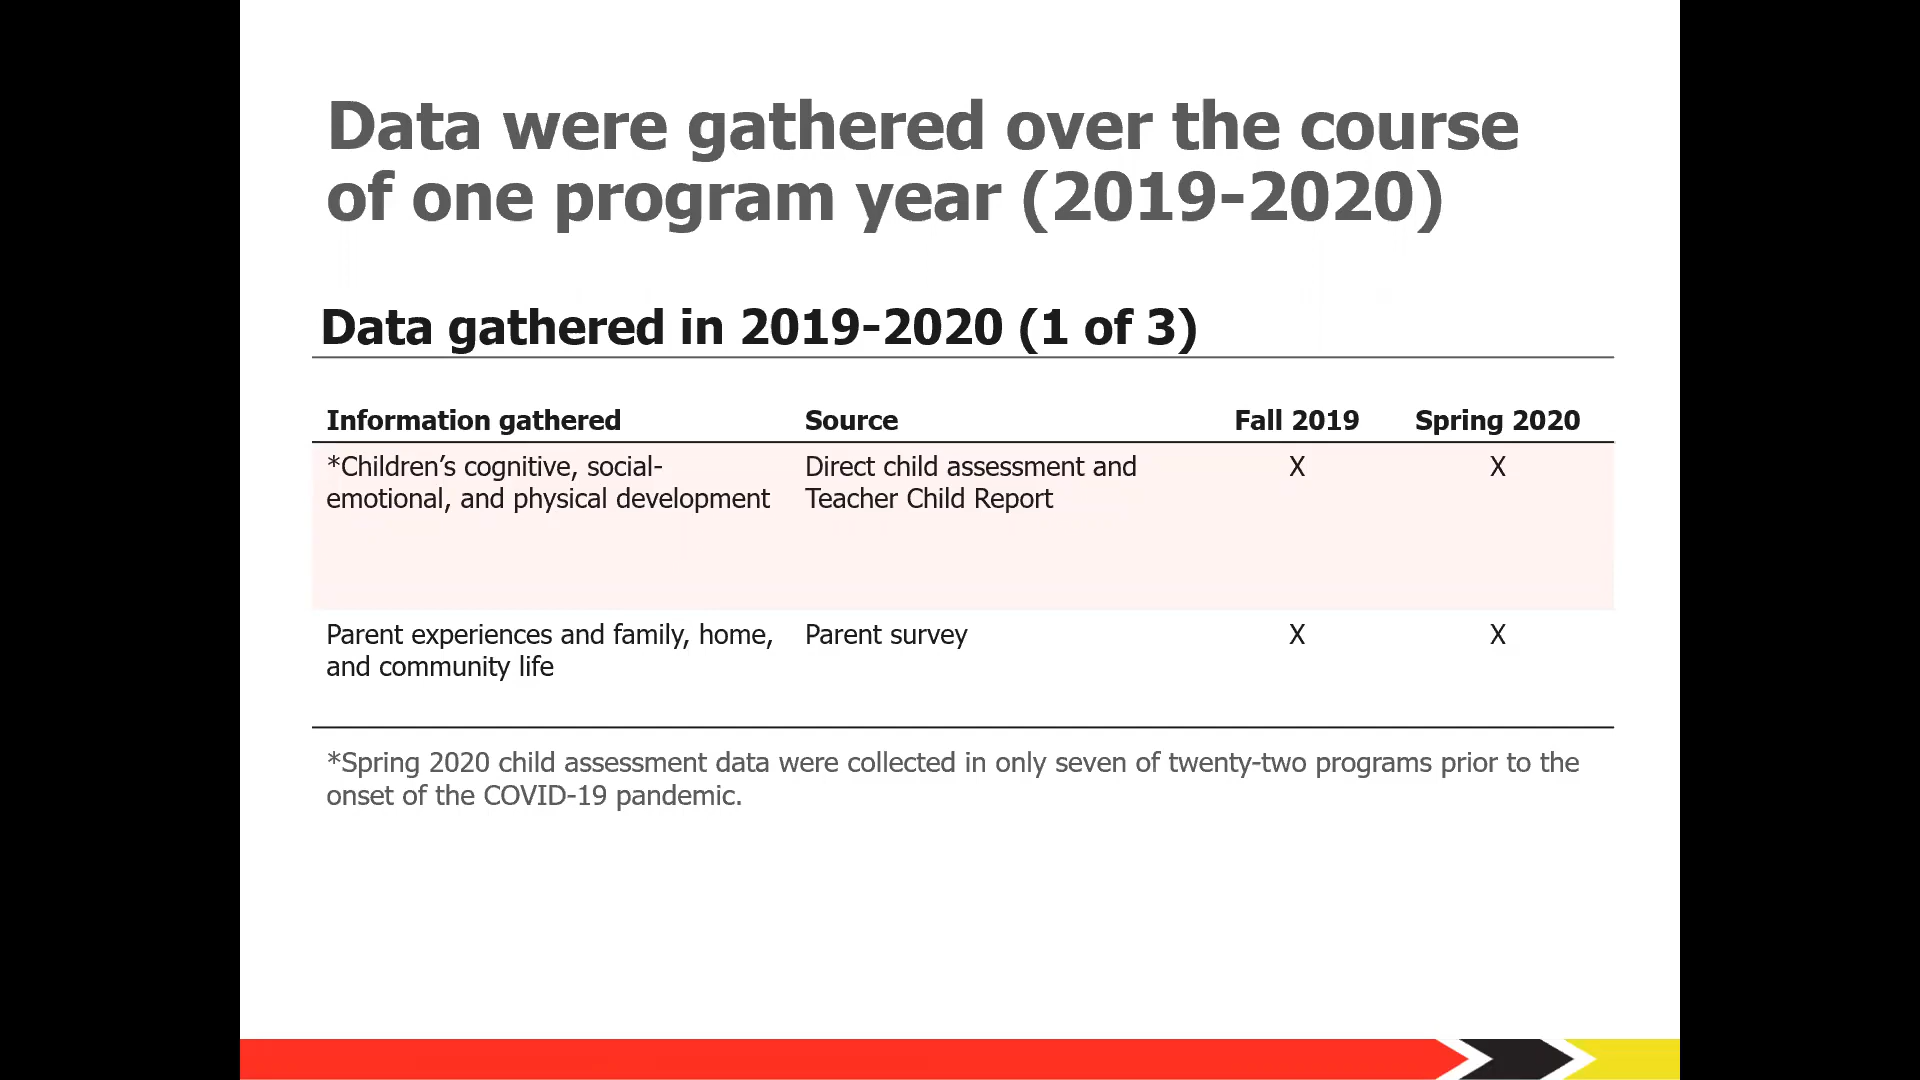 Data were gathered over the course
of one program year (2019-2020)
Data gathered in 2019-2020 (1 of 3)
Information gathered Source Fall 2019 Spring 2020
*Children’s cognitive, social- Direct child assessment and X X
emotional, and physical development Teacher Child Report
Parent experiences and family, home, Parent survey X X
and community life
*Spring 2020 child assessment data were collected in only seven of twenty-two programs prior to the
onset of the COVID-19 pandemic.